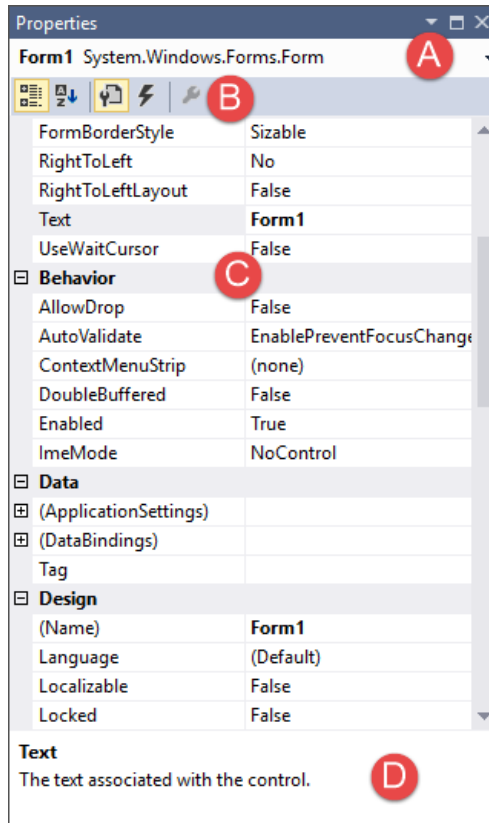 Properties
Form1 System.Windows.Forms.Form A
A Z B
FormBorderStyle Sizable
RightToLeft No
RightToLeftLayout False
Text Form1
UseWaitCursor False
C
Behavior
AllowDrop False
AutoValidate EnablePreventFocusChange
ContextMenuStrip (none)
DoubleBuffered False
Enabled True
ImeMode NoControl
Data
(ApplicationSettings)
(DataBindings)
Tag
Design
(Name) Form1
Language (Default)
Localizable False
Locked False
Text
The text associated with the control. D